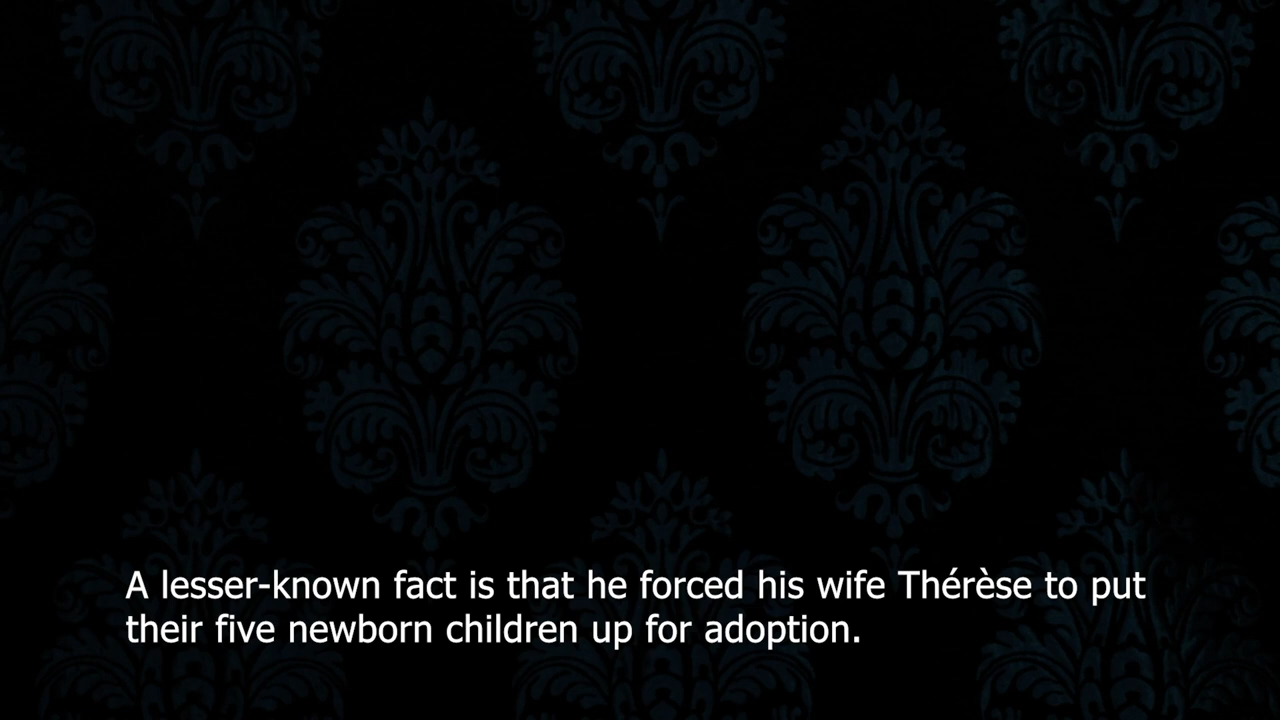 A lesser-known fact is that he forced his wife Thérèse to put
their five newborn children up for adoption.